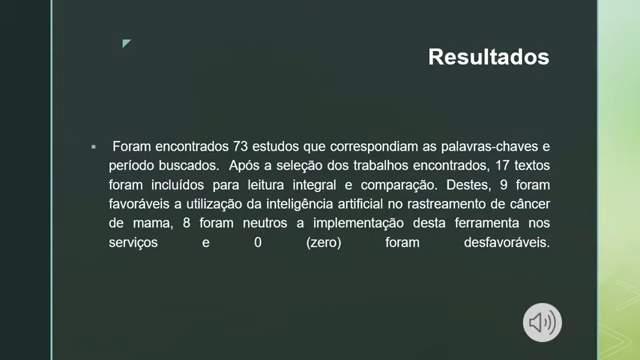 Resultados
Foram encontrados 73 estudos que correspondiam as palavras-chaves e
período buscados. Após a seleção dos trabalhos encontrados, 17 textos
foram incluídos para leitura integral e comparação. Destes, 9 foram
favoráveis a utilização da inteligência artificial no rastreamento de câncer
de mama, 8 foram neutros a implementação desta ferramenta nos
serviços e 0 (zero) foram desfavoráveis.